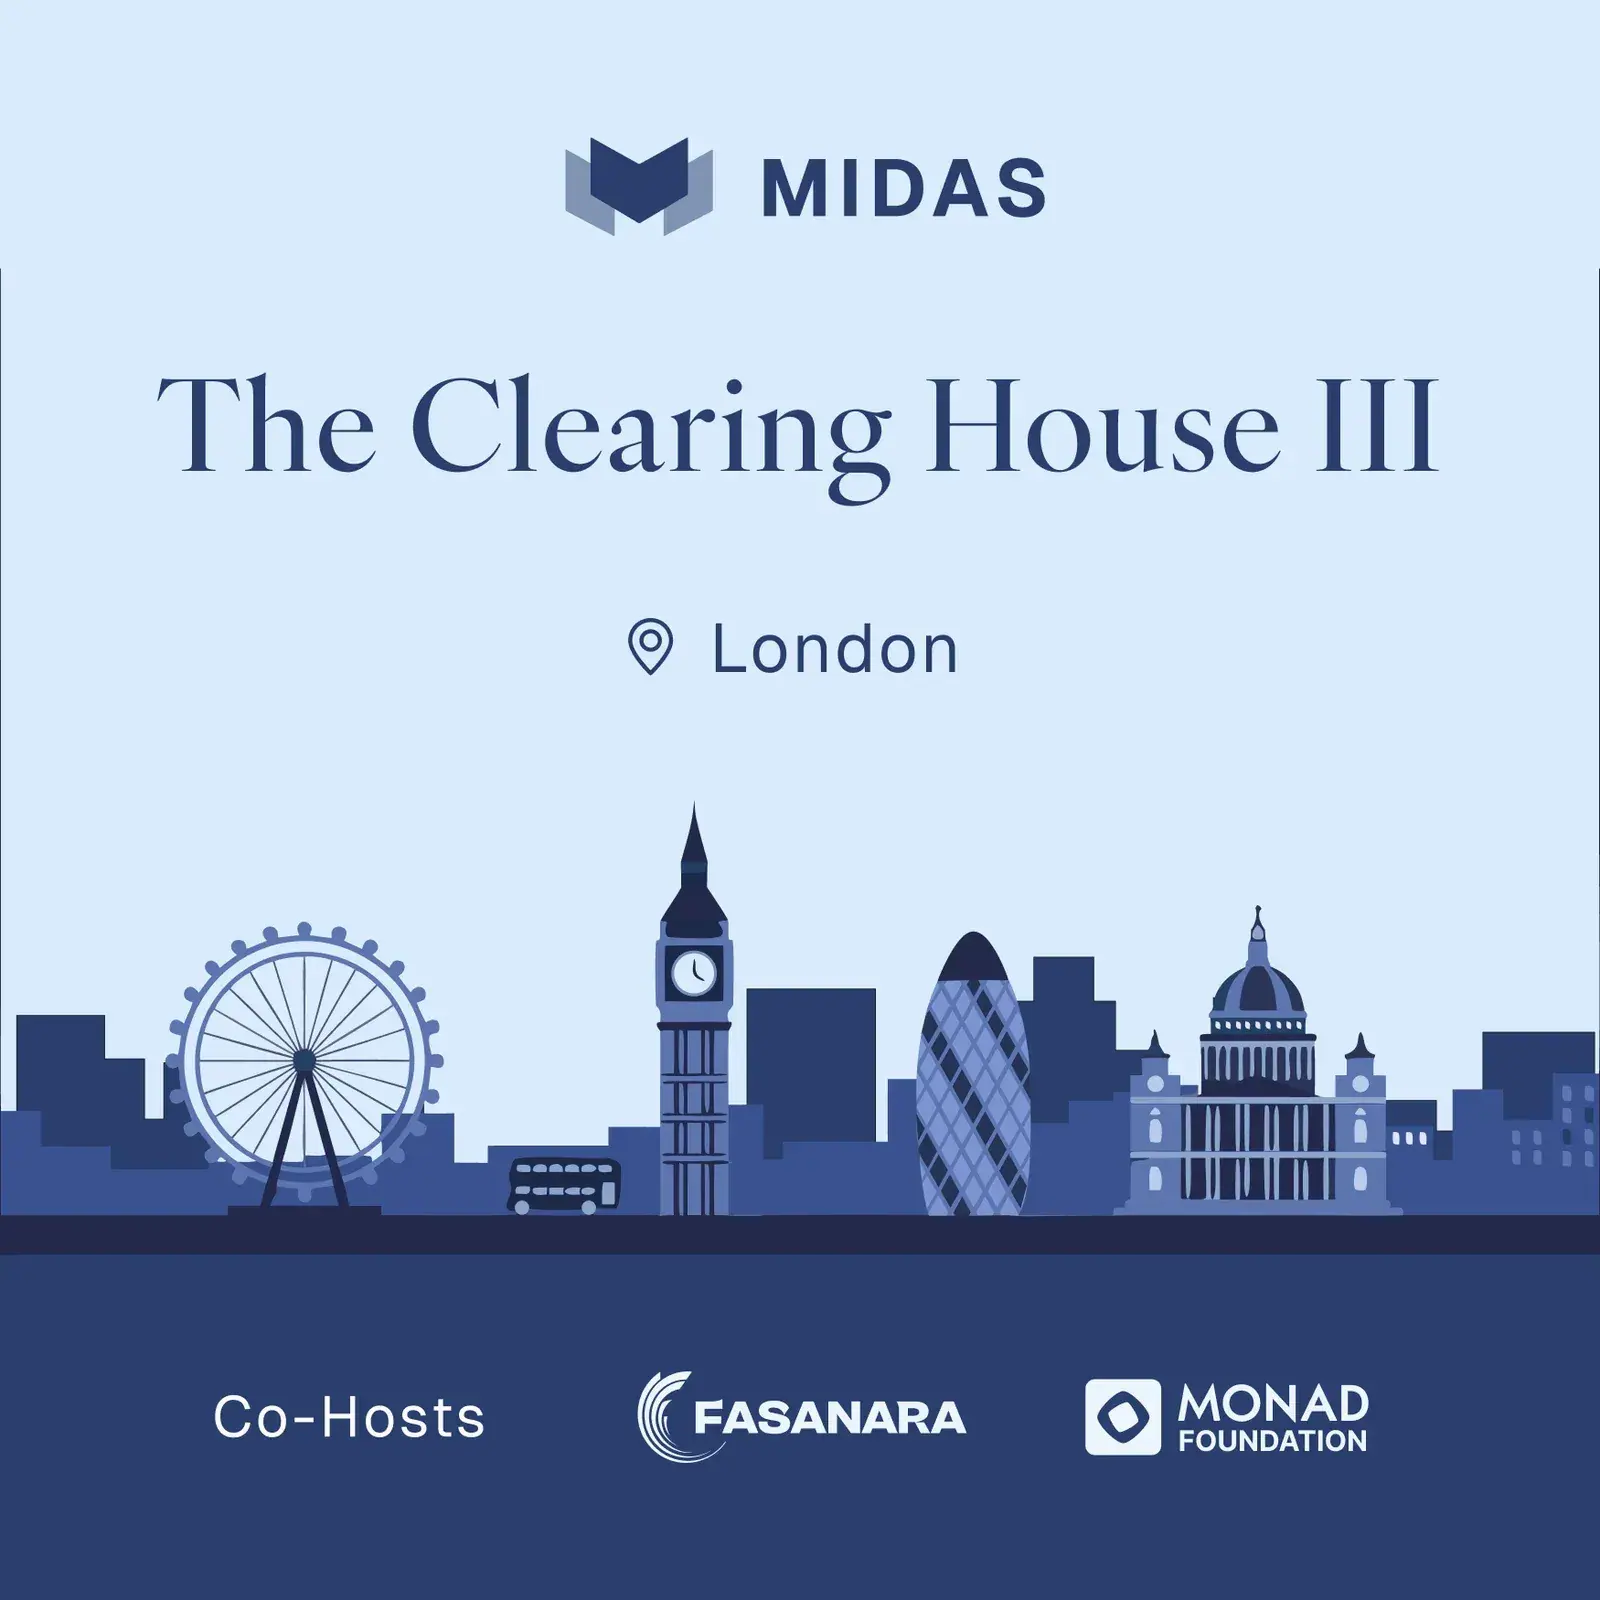 MIDAS
The Clearing House III
London
Co-Hosts
FASANARA
MONAD
FOUNDATION